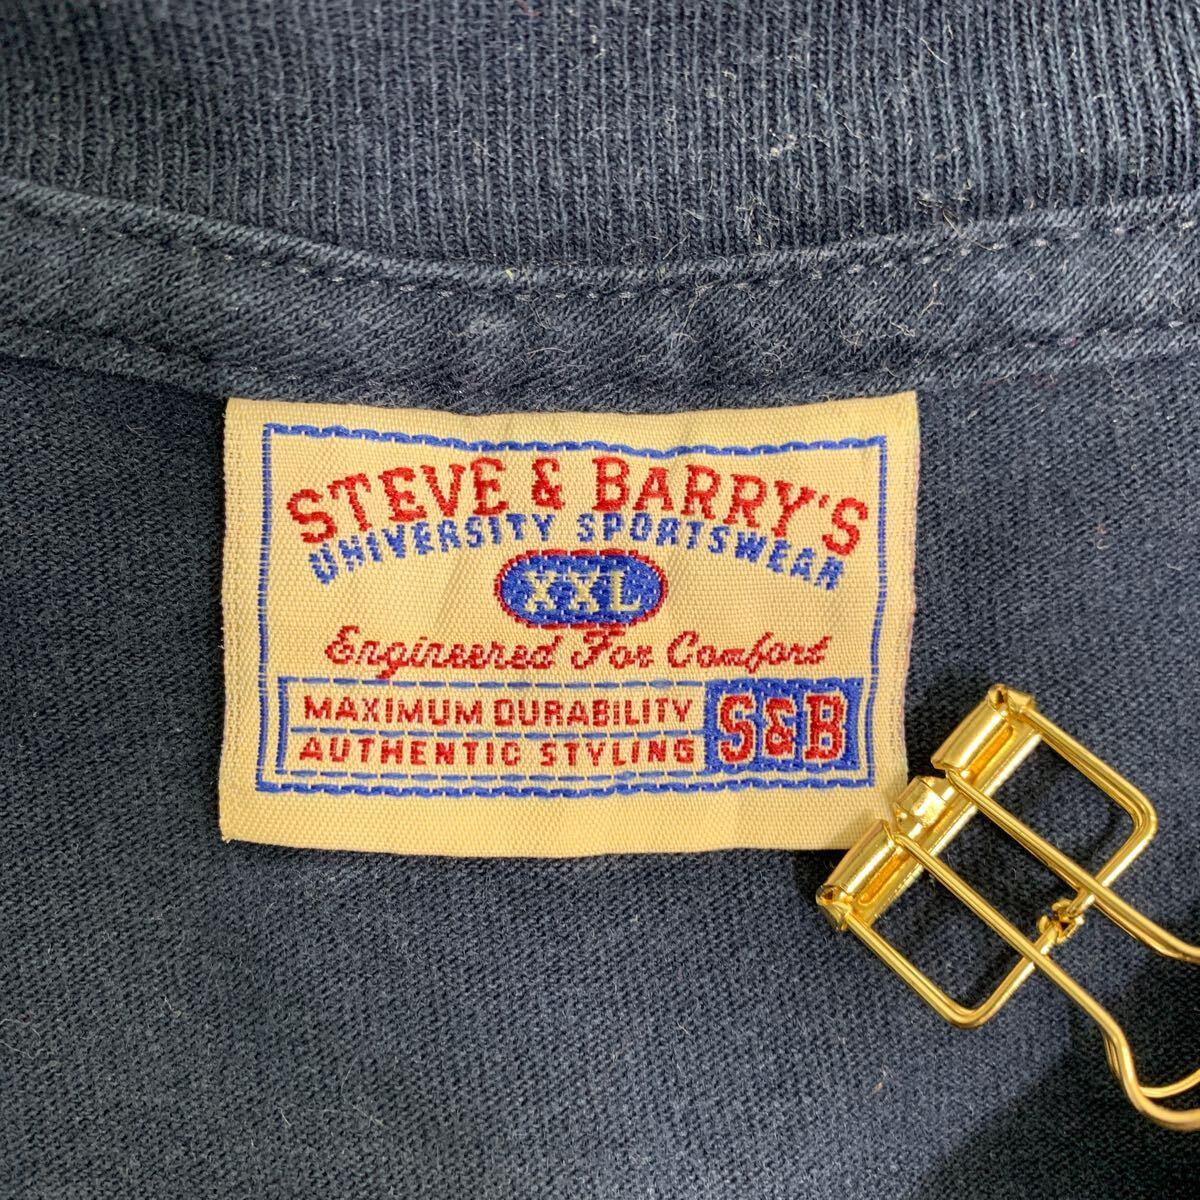 STEVE & BARRY'S
UNIVERSITY SPORTSWEAR
XXL
Engineered For Comfort
MAXIMUM DURABILITY
AUTHENTIC STYLING
S&B